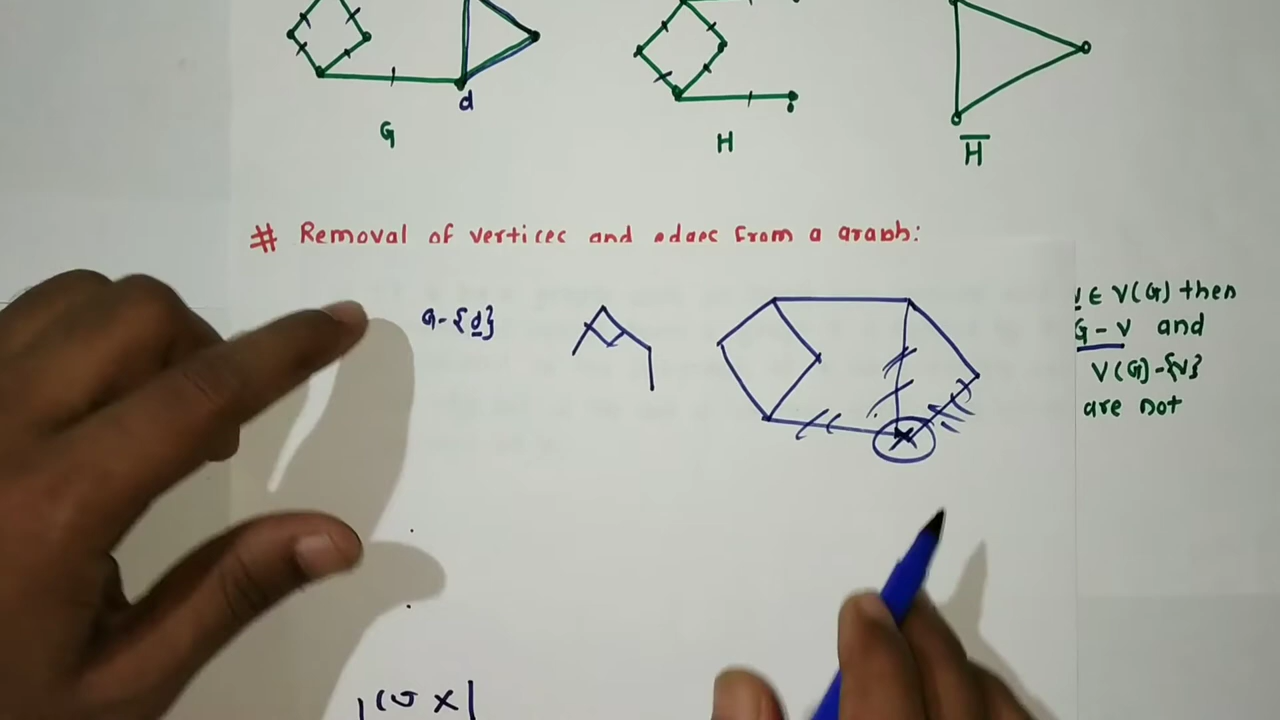 d
G
H
H
# Removal of vertices and edges from a graph:
G-{d}
v ∈ V(G) then
G - v and
V(G)-{v}
are not